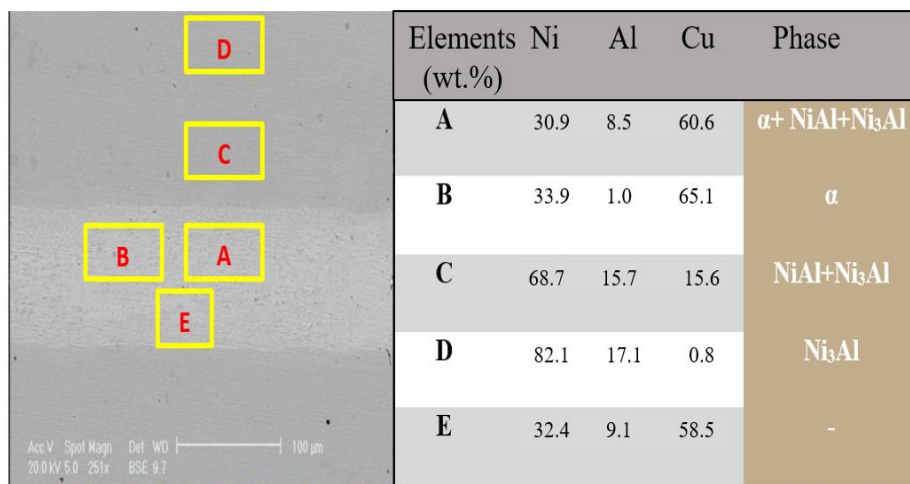 D
C
B A
E
Acc V Spot Magn Det WD 100 µm
20.0 kV 5.0 251x BSE 9.7
Elements Ni Al Cu Phase
(wt.%)
A 30.9 8.5 60.6 α+ NiAl+Ni₃Al
B 33.9 1.0 65.1 α
C 68.7 15.7 15.6 NiAl+Ni₃Al
D 82.1 17.1 0.8 Ni₃Al
E 32.4 9.1 58.5 -